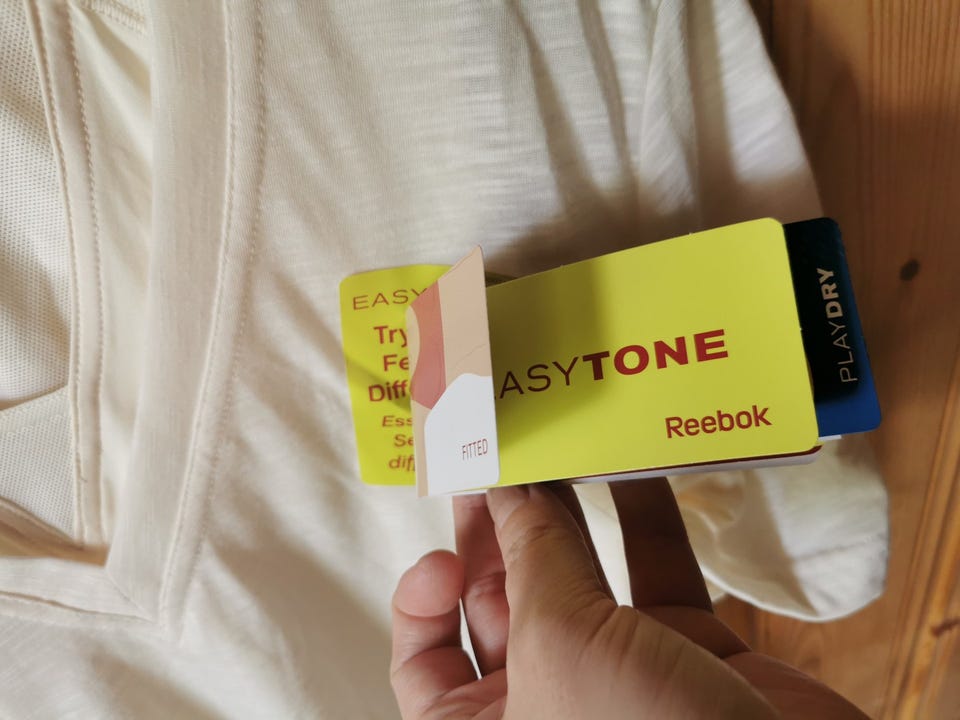 EASY
Try
Fe
Diff
Ess
Se
diff
FITTED
EASYTONE
Reebok
PLAYDRY